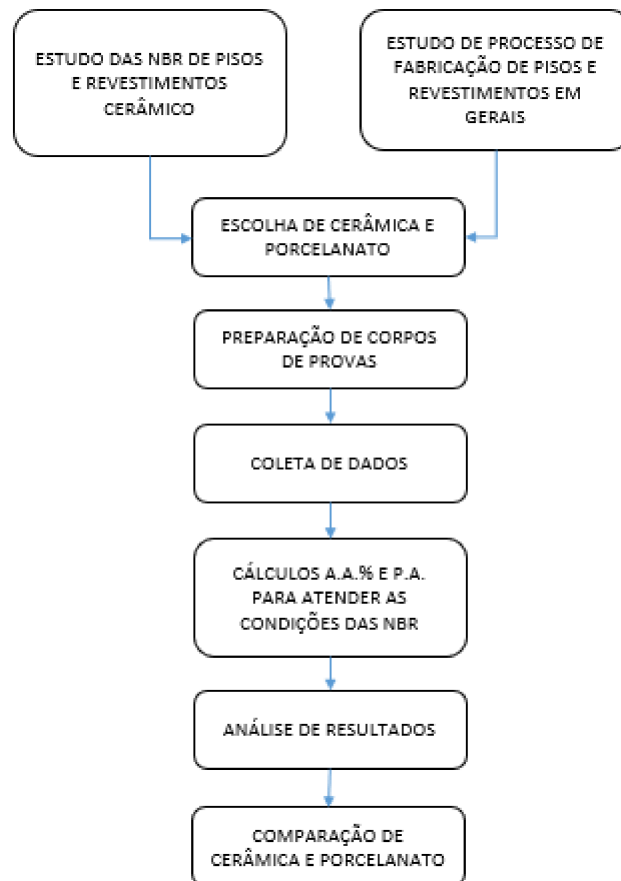 ESTUDO DAS NBR DE PISOS
E REVESTIMENTOS
CERÂMICO
ESTUDO DE PROCESSO DE
FABRICAÇÃO DE PISOS E
REVESTIMENTOS EM
GERAIS
ESCOLHA DE CERÂMICA E
PORCELANATO
PREPARAÇÃO DE CORPOS
DE PROVAS
COLETA DE DADOS
CÁLCULOS A.A.% E P.A.
PARA ATENDER AS
CONDIÇÕES DAS NBR
ANÁLISE DE RESULTADOS
COMPARAÇÃO DE
CERÂMICA E PORCELANATO